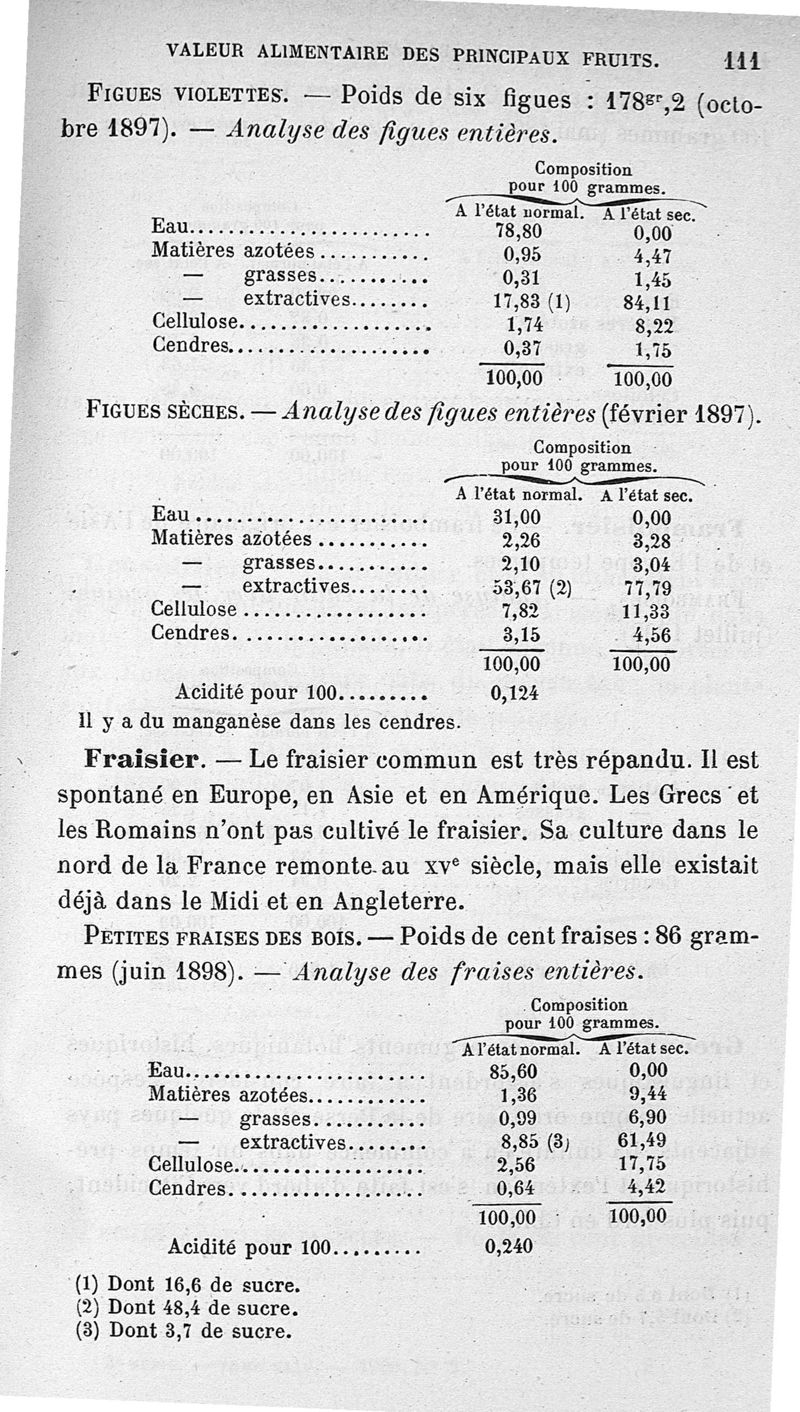 VALEUR ALIMENTAIRE DES PRINCIPAUX FRUITS. 111
FIGUES VIOLETTES. — Poids de six figues : 178gr,2 (octo-
bre 1897). — Analyse des figues entières.
Composition
pour 100 grammes.
A l'état normal. A l'état sec.
Eau........................ 78,80 0,00
Matières azotées........... 0,95 4,47
— grasses........... 0,31 1,45
— extractives........ 17,83 (1) 84,11
Cellulose................... 1,74 8,22
Cendres.................... 0,37 1,75
100,00 100,00
FIGUES SÈCHES. — Analyse des figues entières (février 1897).
Composition
pour 100 grammes.
A l'état normal. A l'état sec.
Eau........................ 31,00 0,00
Matières azotées........... 2,26 3,28
— grasses........... 2,10 3,04
— extractives........ 53,67 (2) 77,79
Cellulose................... 7,82 11,33
Cendres.................... 3,15 4,56
100,00 100,00
Acidité pour 100.......... 0,124
Il y a du manganèse dans les cendres.
Fraisier. — Le fraisier commun est très répandu. Il est
spontané en Europe, en Asie et en Amérique. Les Grecs et
les Romains n'ont pas cultivé le fraisier. Sa culture dans le
nord de la France remonte au XVe siècle, mais elle existait
déjà dans le Midi et en Angleterre.
PETITES FRAISES DES BOIS. — Poids de cent fraises : 86 gram-
mes (juin 1898). — Analyse des fraises entières.
Composition
pour 100 grammes.
A l'état normal. A l'état sec.
Eau........................ 85,60 0,00
Matières azotées............ 1,36 9,44
— grasses........... 0,99 6,90
— extractives........ 8,85 (3) 61,49
Cellulose................... 2,56 17,75
Cendres.................... 0,64 4,42
100,00 100,00
Acidité pour 100.......... 0,240
(1) Dont 16,6 de sucre.
(2) Dont 48,4 de sucre.
(3) Dont 3,7 de sucre.